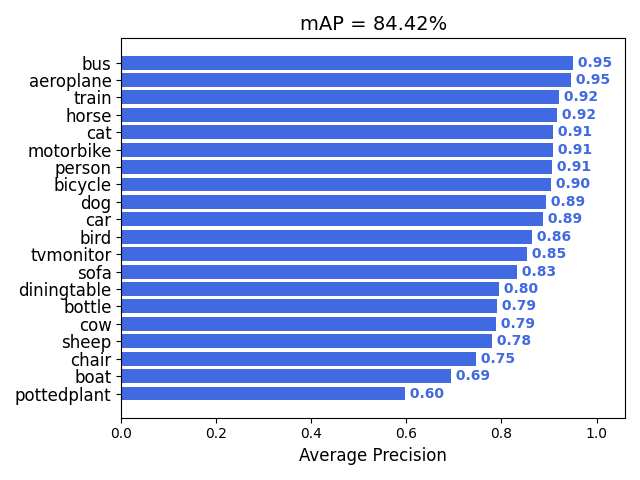 mAP = 84.42%
bus 0.95
aeroplane 0.95
train 0.92
horse 0.92
cat 0.91
motorbike 0.91
person 0.91
bicycle 0.90
dog 0.89
car 0.89
bird 0.86
tvmonitor 0.85
sofa 0.83
diningtable 0.80
bottle 0.79
cow 0.79
sheep 0.78
chair 0.75
boat 0.69
pottedplant 0.60
0.0 0.2 0.4 0.6 0.8 1.0
Average Precision